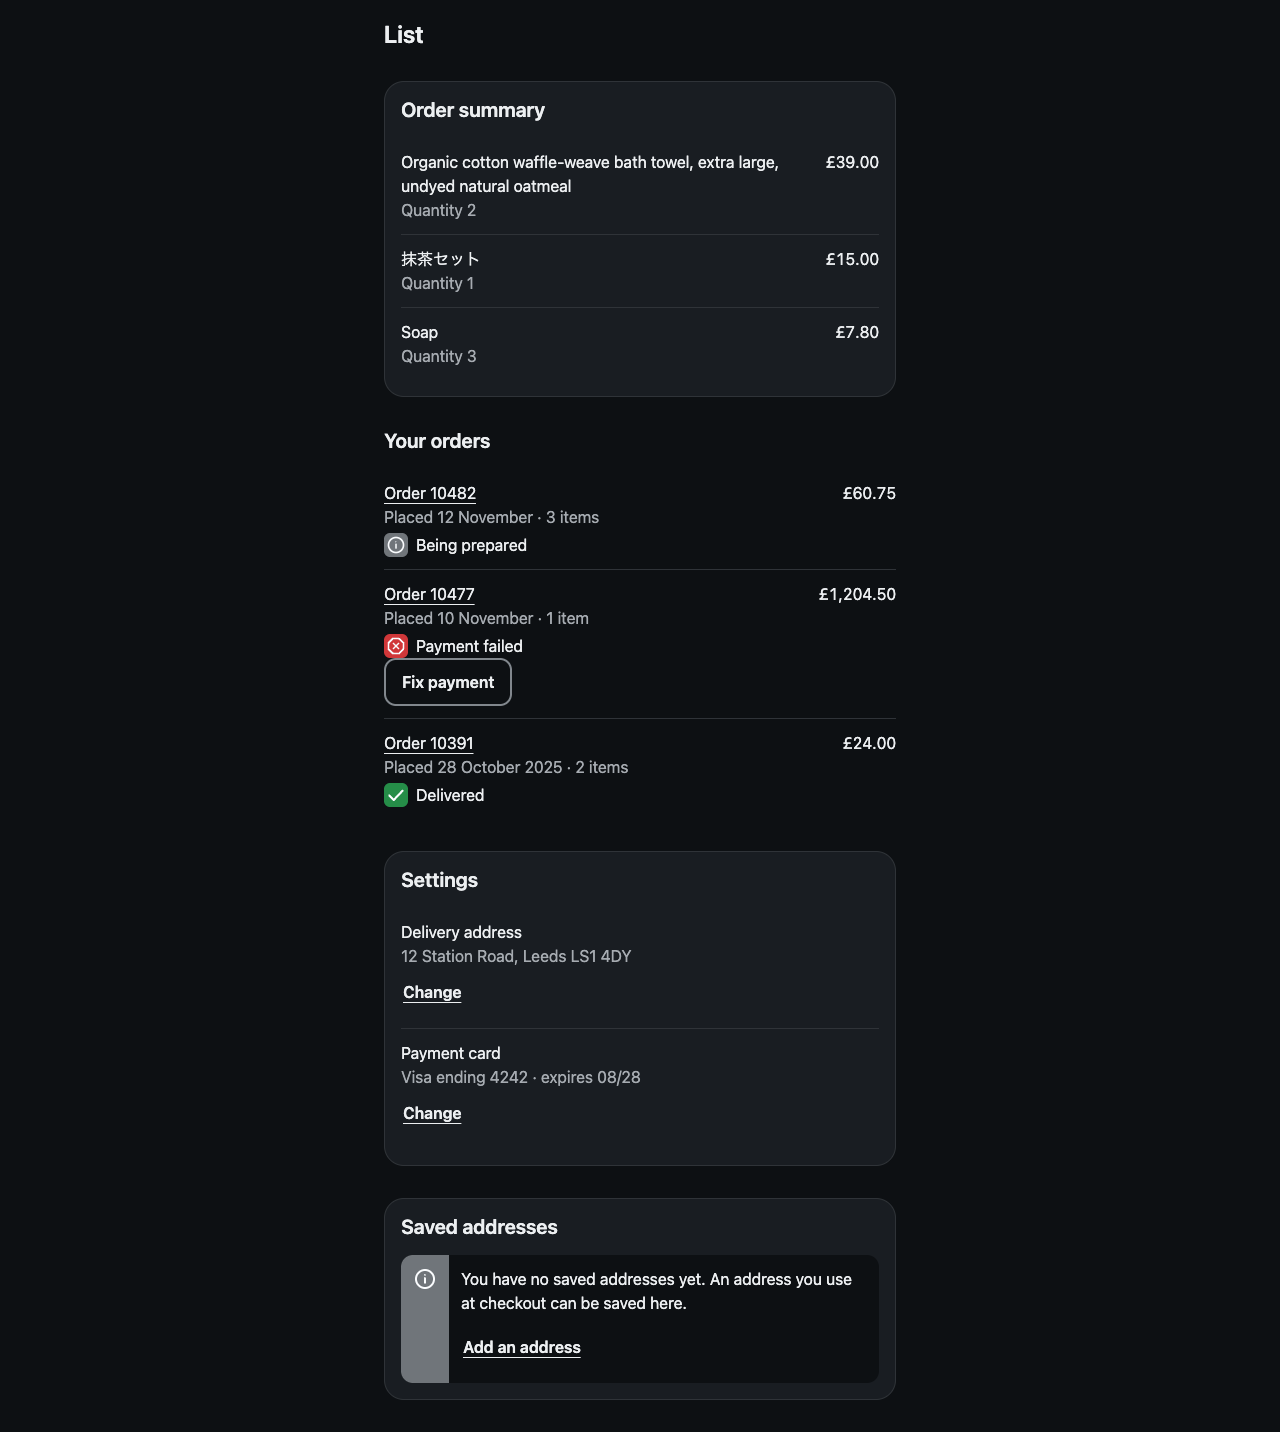 List
Order summary
Organic cotton waffle-weave bath towel, extra large, £39.00
undyed natural oatmeal
Quantity 2
抹茶セット £15.00
Quantity 1
Soap £7.80
Quantity 3
Your orders
Order 10482 £60.75
Placed 12 November · 3 items
Being prepared
Order 10477 £1,204.50
Placed 10 November · 1 item
Payment failed
Fix payment
Order 10391 £24.00
Placed 28 October 2025 · 2 items
Delivered
Settings
Delivery address
12 Station Road, Leeds LS1 4DY
Change
Payment card
Visa ending 4242 · expires 08/28
Change
Saved addresses
You have no saved addresses yet. An address you use
at checkout can be saved here.
Add an address